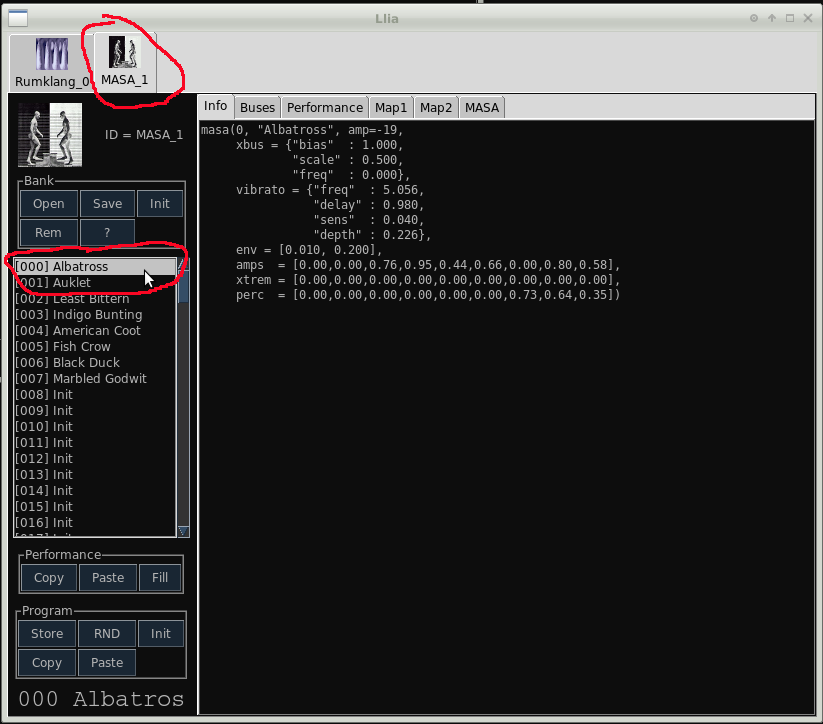 Llia
Rumklang_0
MASA_1
ID = MASA_1
Bank
Open Save Init
Rem ?
[000] Albatross
[001] Auklet
[002] Least Bittern
[003] Indigo Bunting
[004] American Coot
[005] Fish Crow
[006] Black Duck
[007] Marbled Godwit
[008] Init
[009] Init
[010] Init
[011] Init
[012] Init
[013] Init
[014] Init
[015] Init
[016] Init
Performance
Copy Paste Fill
Program
Store RND Init
Copy Paste
000 Albatros
Info Buses Performance Map1 Map2 MASA
masa(0, "Albatross", amp=-19,
xbus = {"bias" : 1.000,
"scale" : 0.500,
"freq" : 0.000},
vibrato = {"freq" : 5.056,
"delay" : 0.980,
"sens" : 0.040,
"depth" : 0.226},
env = [0.010, 0.200],
amps = [0.00,0.00,0.76,0.95,0.44,0.66,0.00,0.80,0.58],
xtrem = [0.00,0.00,0.00,0.00,0.00,0.00,0.00,0.00,0.00],
perc = [0.00,0.00,0.00,0.00,0.00,0.00,0.73,0.64,0.35])